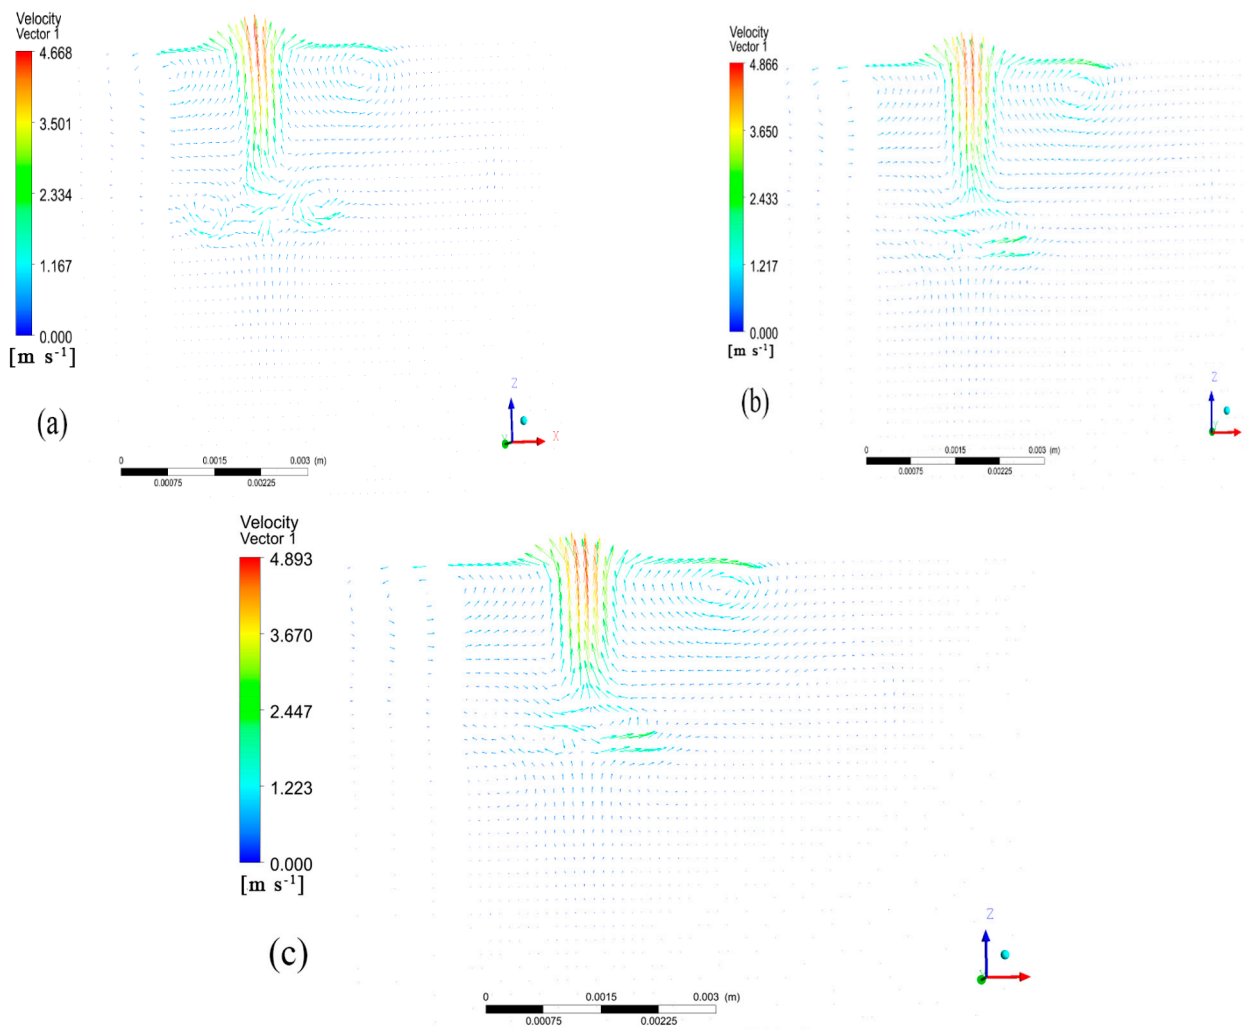 Velocity
Vector 1
4.668
3.501
2.334
1.167
0.000
[m s⁻¹]
(a)
Z
X
0 0.0015 0.003 (m)
0.00075 0.00225
Velocity
Vector 1
4.866
3.650
2.433
1.217
0.000
[m s⁻¹]
(b)
Z
0 0.0015 0.003 (m)
0.00075 0.00225
Velocity
Vector 1
4.893
3.670
2.447
1.223
0.000
[m s⁻¹]
(c)
Z
0 0.0015 0.003 (m)
0.00075 0.00225